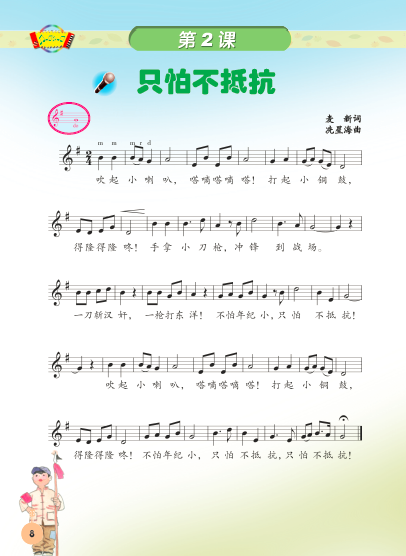 第2课
只怕不抵抗
麦 新词
冼星海曲
m m m r d
2
4
吹起小喇叭，嗒嘀嗒嘀嗒！打起小铜鼓，
得隆得隆咚！手拿小刀枪，冲锋到战场。
一刀斩汉奸，一枪打东洋！不怕年纪小，只怕不抵抗！
吹起小喇叭，嗒嘀嗒嘀嗒！打起小铜鼓，
得隆得隆咚！不怕年纪小，只怕不抵抗，只怕不抵抗！
8